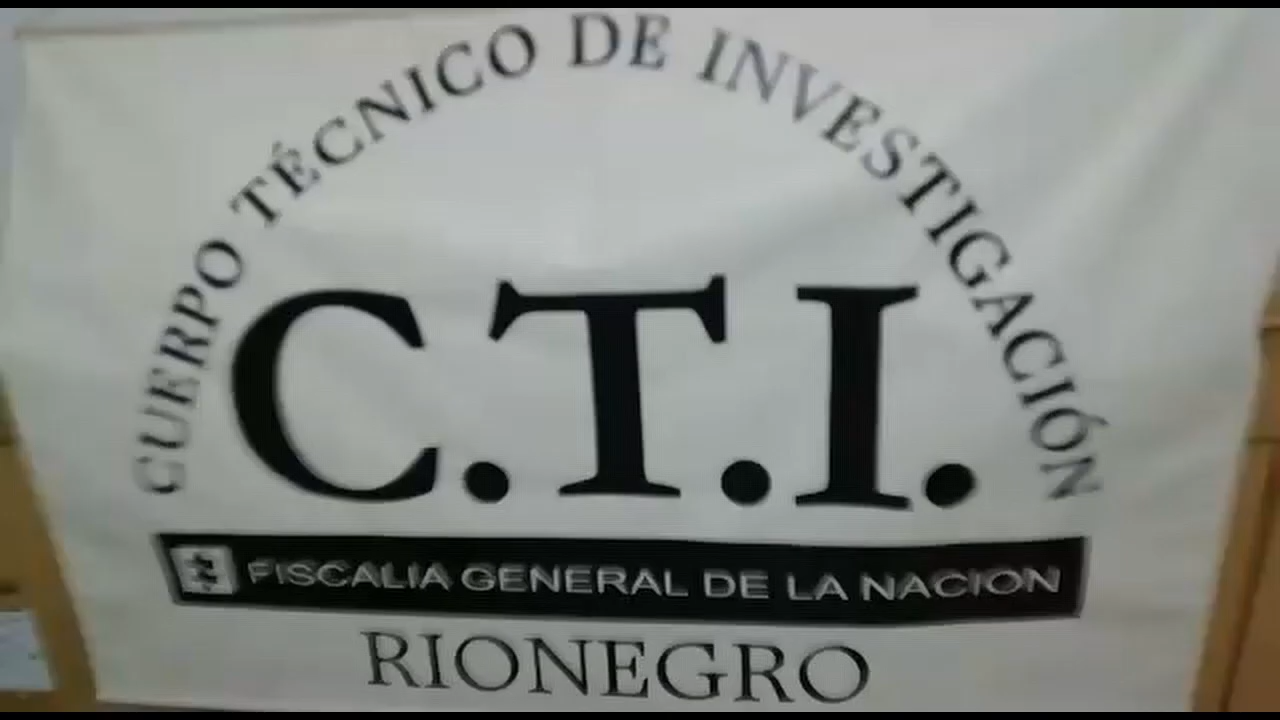 CUERPO TÉCNICO DE INVESTIGACIÓN
C.T.I.
FISCALIA GENERAL DE LA NACION
RIONEGRO